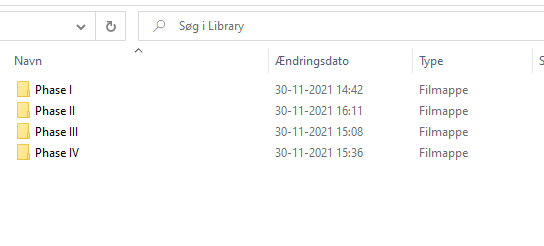 Søg i Library
Navn Ændringsdato Type S
Phase I 30-11-2021 14:42 Filmappe
Phase II 30-11-2021 16:11 Filmappe
Phase III 30-11-2021 15:08 Filmappe
Phase IV 30-11-2021 15:36 Filmappe